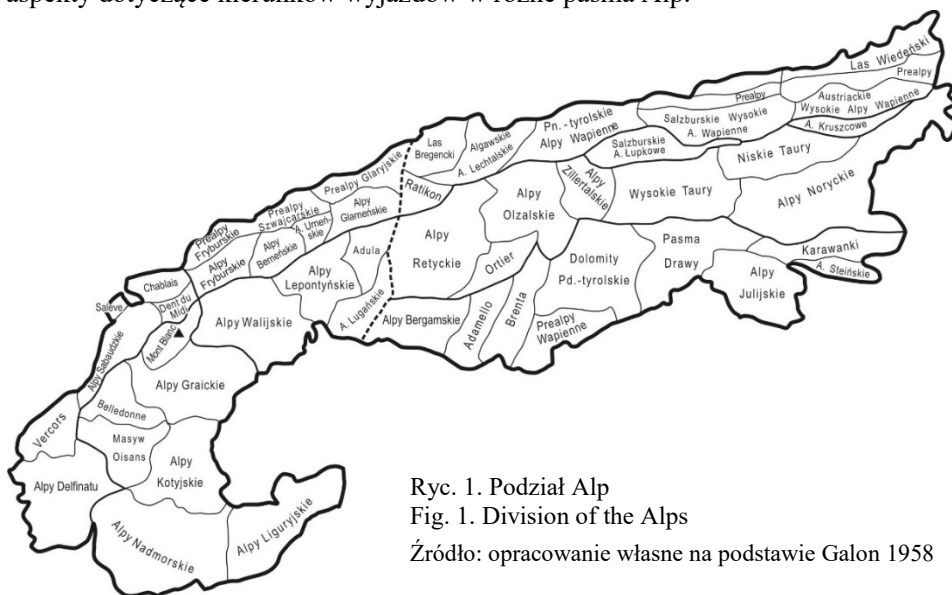 aspekty dotyczące kierunków wyjazdów w różne pasma Alp.
Las Wiedeński
Prealpy
Prealpy
Austriackie
Wysokie Alpy Wapienne
Salzburskie Wysokie
A. Wapienne
A. Kruszcowe
Pn.-tyrolskie
Alpy Wapienne
Salzburskie
A. Łupkowe
Niskie Taury
Las
Bregencki
Algawskie
A. Lechtalskie
Prealpy Glaryjskie
Ratikon
Alpy
Zillertalskie
Wysokie Taury
Alpy Noryckie
Alpy
Olzalskie
Prealpy
Szwajcarskie
Alpy
Glarneńskie
A. Urneń-
skie
Prealpy
Fryburskie
Alpy
Berneńskie
Alpy
Fryburskie
Adula
Alpy
Retyckie
Ortler
Dolomity
Pd.-tyrolskie
Pasma
Drawy
Karawanki
A. Steińskie
Alpy
Julijskie
Chablais
Dent du
Midi
Alpy
Lepontyńskie
A. Lugańskie
Salève
Mont Blanc
Alpy Walijskie
Alpy Bergamskie
Adamello
Brenta
Prealpy
Wapienne
Alpy Sabaudzkie
Alpy Graickie
Belledonne
Vercors
Masyw
Oisans
Alpy
Kotyjskie
Alpy Delfinatu
Alpy Nadmorskie
Alpy Liguryjskie
Ryc. 1. Podział Alp
Fig. 1. Division of the Alps
Źródło: opracowanie własne na podstawie Galon 1958